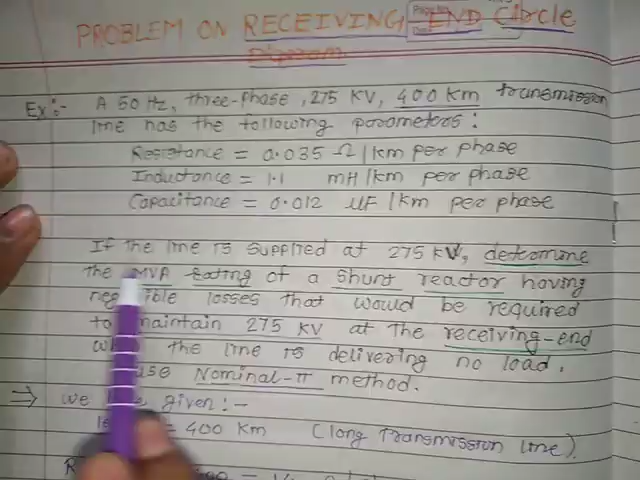 PROBLEM ON RECEIVING END Circle
Diagram
Ex:- A 50 Hz, three-phase, 275 KV, 400 Km transmission
line has the following parameters:
Resistance = 0.035 Ω/km per phase
Inductance = 1.1 mH/km per phase
Capacitance = 0.012 μF/km per phase
If the line is supplied at 275 kV, determine
the MVA rating of a shunt reactor having
losses that would be required
maintain 275 KV at the receiving-end
the line is delivering no load.
use Nominal-π method.
⇒ we given:-
= 400 Km (long Transmission line).